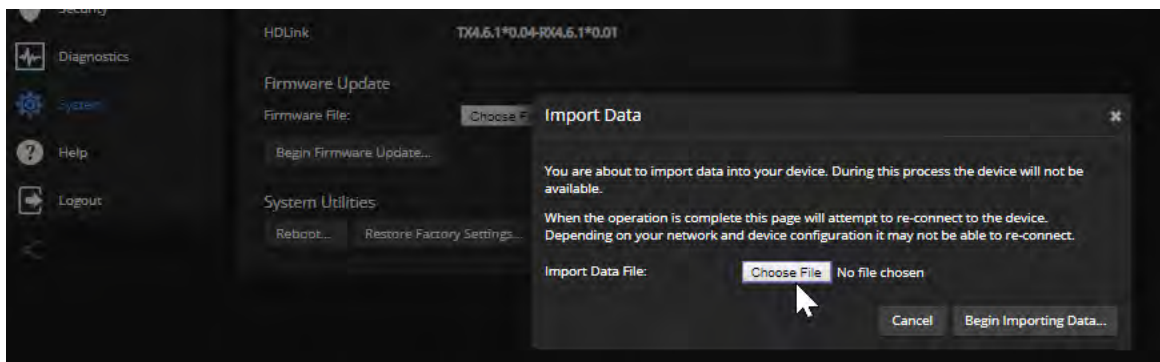 Security
HDLink TX4.6.1*0.04-RX4.6.1*0.01
Diagnostics
Firmware Update
System
Firmware File: Choose F
Import Data
Help
Begin Firmware Update...
You are about to import data into your device. During this process the device will not be
available.
Logout
System Utilities
When the operation is complete this page will attempt to re-connect to the device.
Depending on your network and device configuration it may not be able to re-connect.
Reboot... Restore Factory Settings...
Import Data File: Choose File No file chosen
Cancel Begin Importing Data...